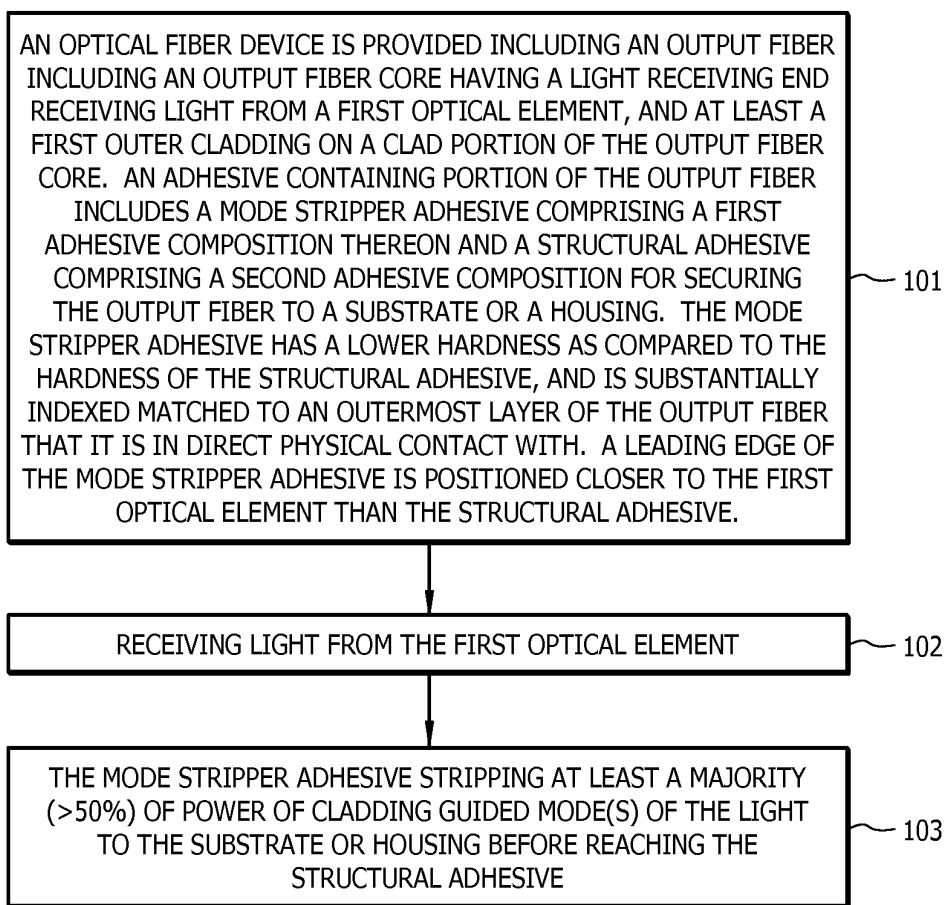 AN OPTICAL FIBER DEVICE IS PROVIDED INCLUDING AN OUTPUT FIBER
INCLUDING AN OUTPUT FIBER CORE HAVING A LIGHT RECEIVING END
RECEIVING LIGHT FROM A FIRST OPTICAL ELEMENT, AND AT LEAST A
FIRST OUTER CLADDING ON A CLAD PORTION OF THE OUTPUT FIBER
CORE. AN ADHESIVE CONTAINING PORTION OF THE OUTPUT FIBER
INCLUDES A MODE STRIPPER ADHESIVE COMPRISING A FIRST
ADHESIVE COMPOSITION THEREON AND A STRUCTURAL ADHESIVE
COMPRISING A SECOND ADHESIVE COMPOSITION FOR SECURING
THE OUTPUT FIBER TO A SUBSTRATE OR A HOUSING. THE MODE
STRIPPER ADHESIVE HAS A LOWER HARDNESS AS COMPARED TO THE
HARDNESS OF THE STRUCTURAL ADHESIVE, AND IS SUBSTANTIALLY
INDEXED MATCHED TO AN OUTERMOST LAYER OF THE OUTPUT FIBER
THAT IT IS IN DIRECT PHYSICAL CONTACT WITH. A LEADING EDGE OF
THE MODE STRIPPER ADHESIVE IS POSITIONED CLOSER TO THE FIRST
OPTICAL ELEMENT THAN THE STRUCTURAL ADHESIVE.
101
RECEIVING LIGHT FROM THE FIRST OPTICAL ELEMENT
102
THE MODE STRIPPER ADHESIVE STRIPPING AT LEAST A MAJORITY
(>50%) OF POWER OF CLADDING GUIDED MODE(S) OF THE LIGHT
TO THE SUBSTRATE OR HOUSING BEFORE REACHING THE
STRUCTURAL ADHESIVE
103